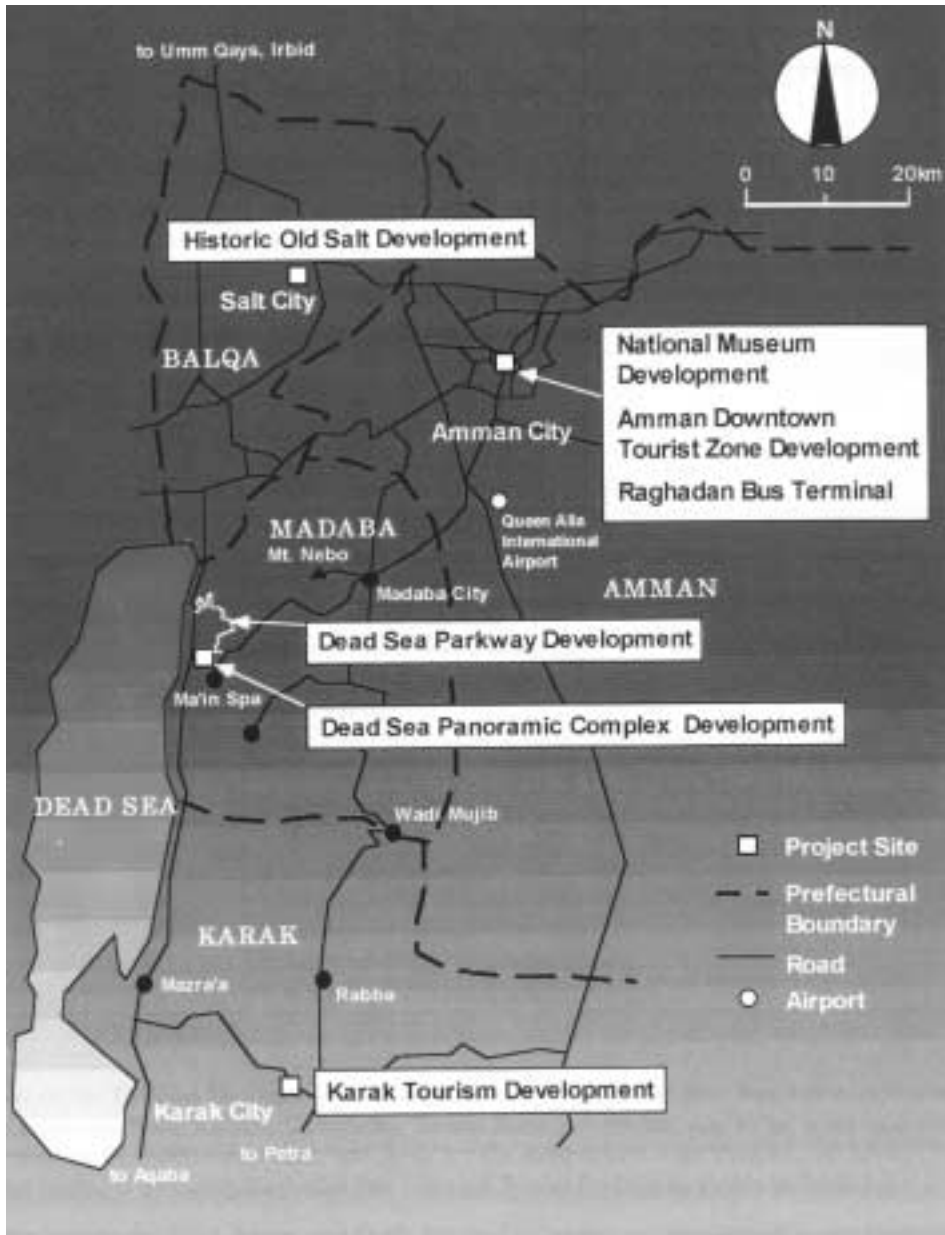 to Umm Qays, Irbid
N
0 10 20km
Historic Old Salt Development
Salt City
BALQA
National Museum
Development
Amman Downtown
Tourist Zone Development
Raghadan Bus Terminal
Amman City
MADABA
Mt. Nebo
Queen Alia
International
Airport
Madaba City
AMMAN
Dead Sea Parkway Development
Ma'in Spa
Dead Sea Panoramic Complex Development
DEAD SEA
Wadi Mujib
Project Site
Prefectural
Boundary
Road
Airport
KARAK
Mazra'a
Rabba
Karak Tourism Development
Karak City
to Petra
to Aqaba